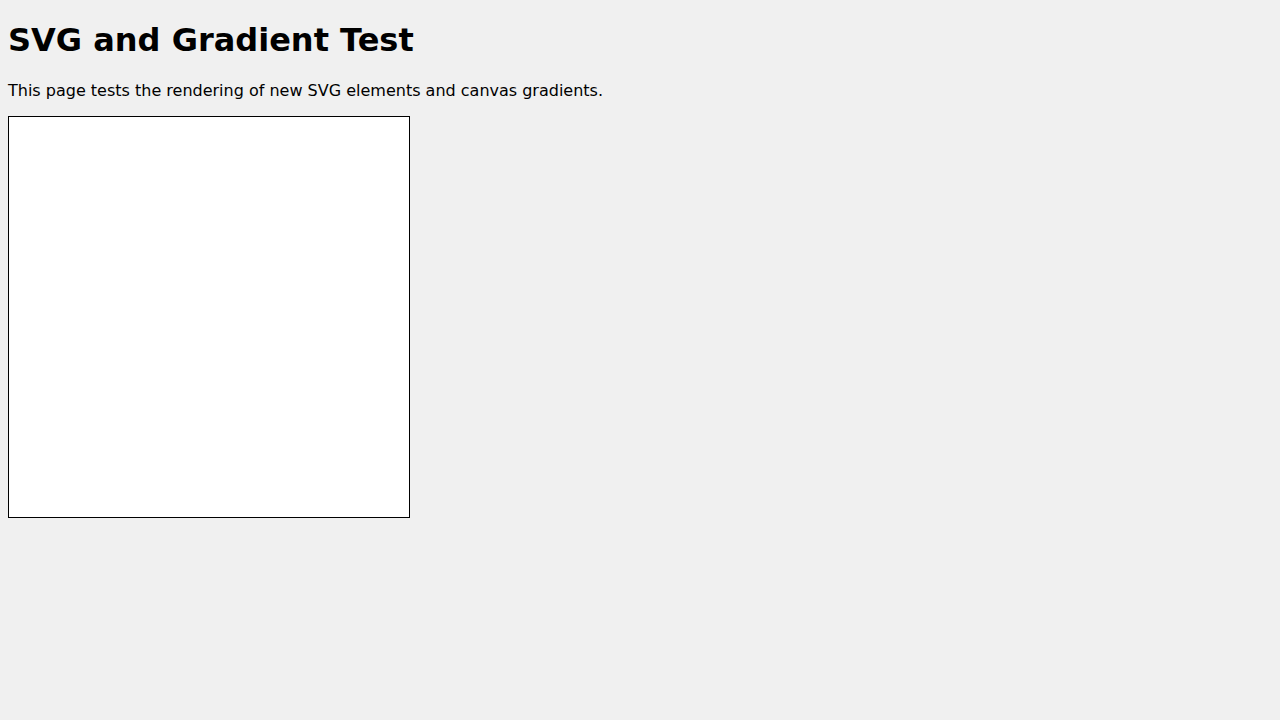 SVG and Gradient Test
This page tests the rendering of new SVG elements and canvas gradients.